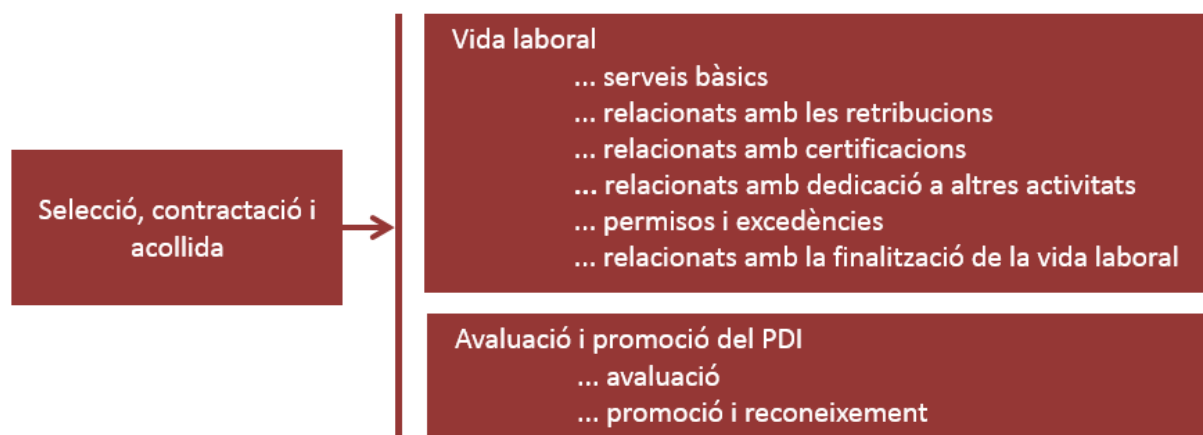 Selecció, contractació i
acollida
Vida laboral
... serveis bàsics
... relacionats amb les retribucions
... relacionats amb certificacions
... relacionats amb dedicació a altres activitats
... permisos i excedències
... relacionats amb la finalització de la vida laboral
Avaluació i promoció del PDI
... avaluació
... promoció i reconeixement